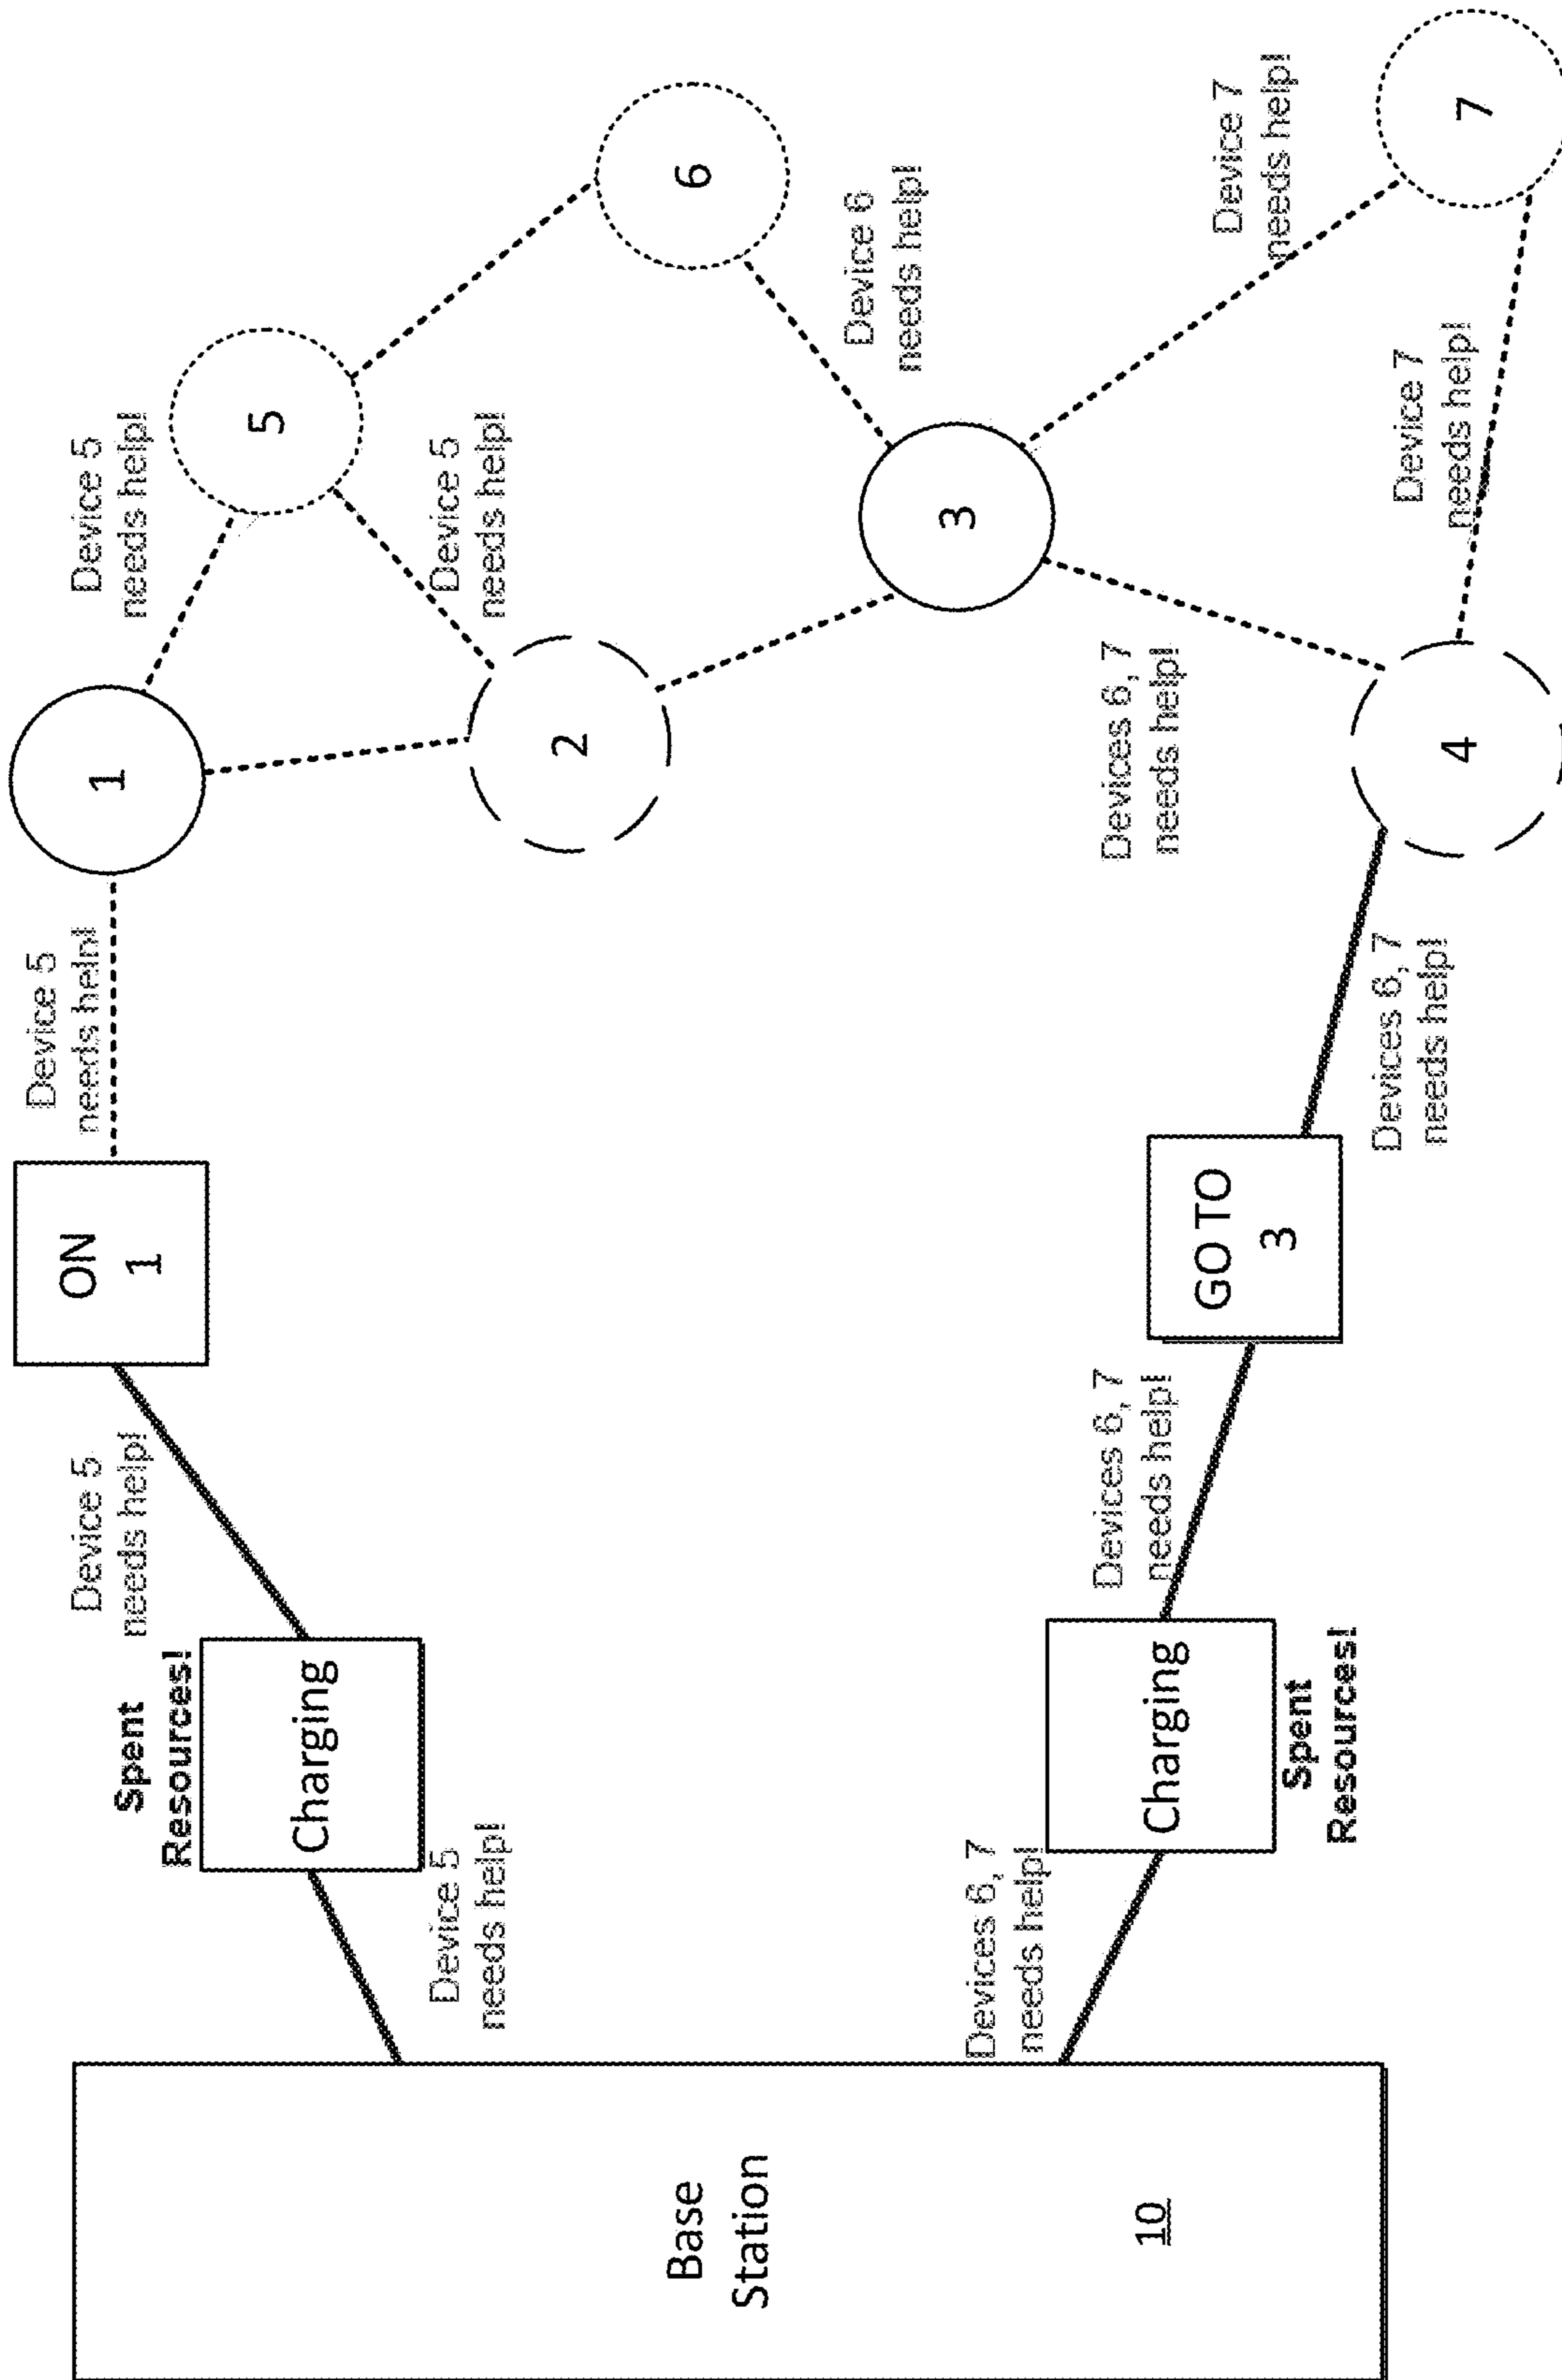 Base
Station
10
Device 5
needs help!
Spent
Resources!
Charging
Device 5
needs help!
ON
1
Device 5
needs help!
1
Device 5
needs help!
5
Device 5
needs help!
2
6
Device 6
needs help!
3
Devices 6, 7
needs help!
Charging
Spent
Resources!
Devices 6, 7
needs help!
GO TO
3
Devices 6, 7
needs help!
4
Devices 6, 7
needs help!
Device 7
needs help!
Device 7
needs help!
7